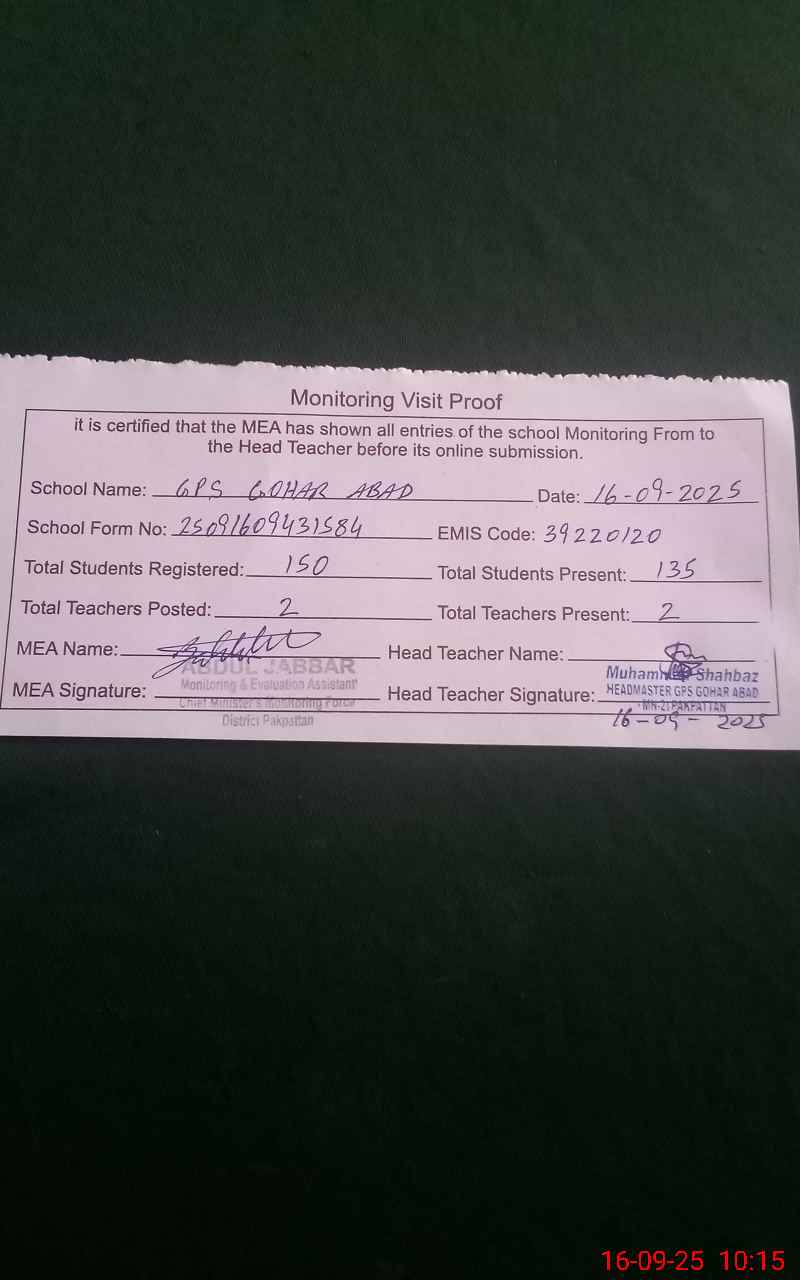 Monitoring Visit Proof
it is certified that the MEA has shown all entries of the school Monitoring From to
the Head Teacher before its online submission.
School Name: GPS GOHAR ABAD Date: 16-09-2025
School Form No: 25091609431584 EMIS Code: 39220120
Total Students Registered: 150 Total Students Present: 135
Total Teachers Posted: 2 Total Teachers Present: 2
MEA Name: Head Teacher Name:
ABDUL JABBAR Muham Shahbaz
MEA Signature: Monitoring & Evaluation Assistant Head Teacher Signature: HEADMASTER GPS GOHAR ABAD
Chief Minister's Monitoring Force PAKPATTAN
District Pakpattan 16-09-2025
16-09-25 10:15